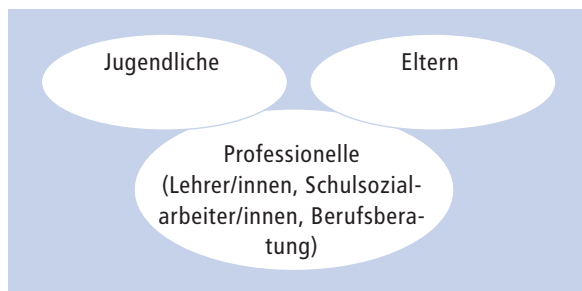 Jugendliche
Eltern
Professionelle
(Lehrer/innen, Schulsozial-
arbeiter/innen, Berufsbera-
tung)